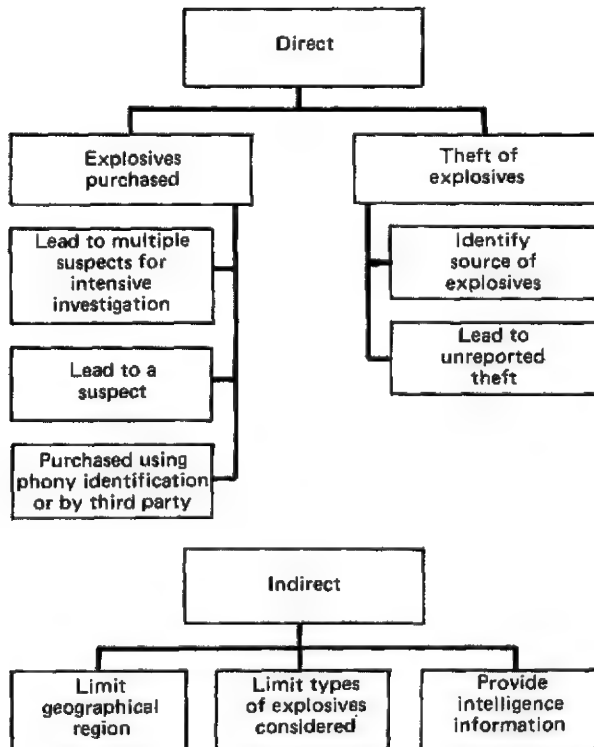 Direct
Explosives
purchased
Lead to multiple
suspects for
intensive
investigation
Lead to a
suspect
Purchased using
phony identification
or by third party
Theft of
explosives
Identify
source of
explosives
Lead to
unreported
theft
Indirect
Limit
geographical
region
Limit types
of explosives
considered
Provide
intelligence
information